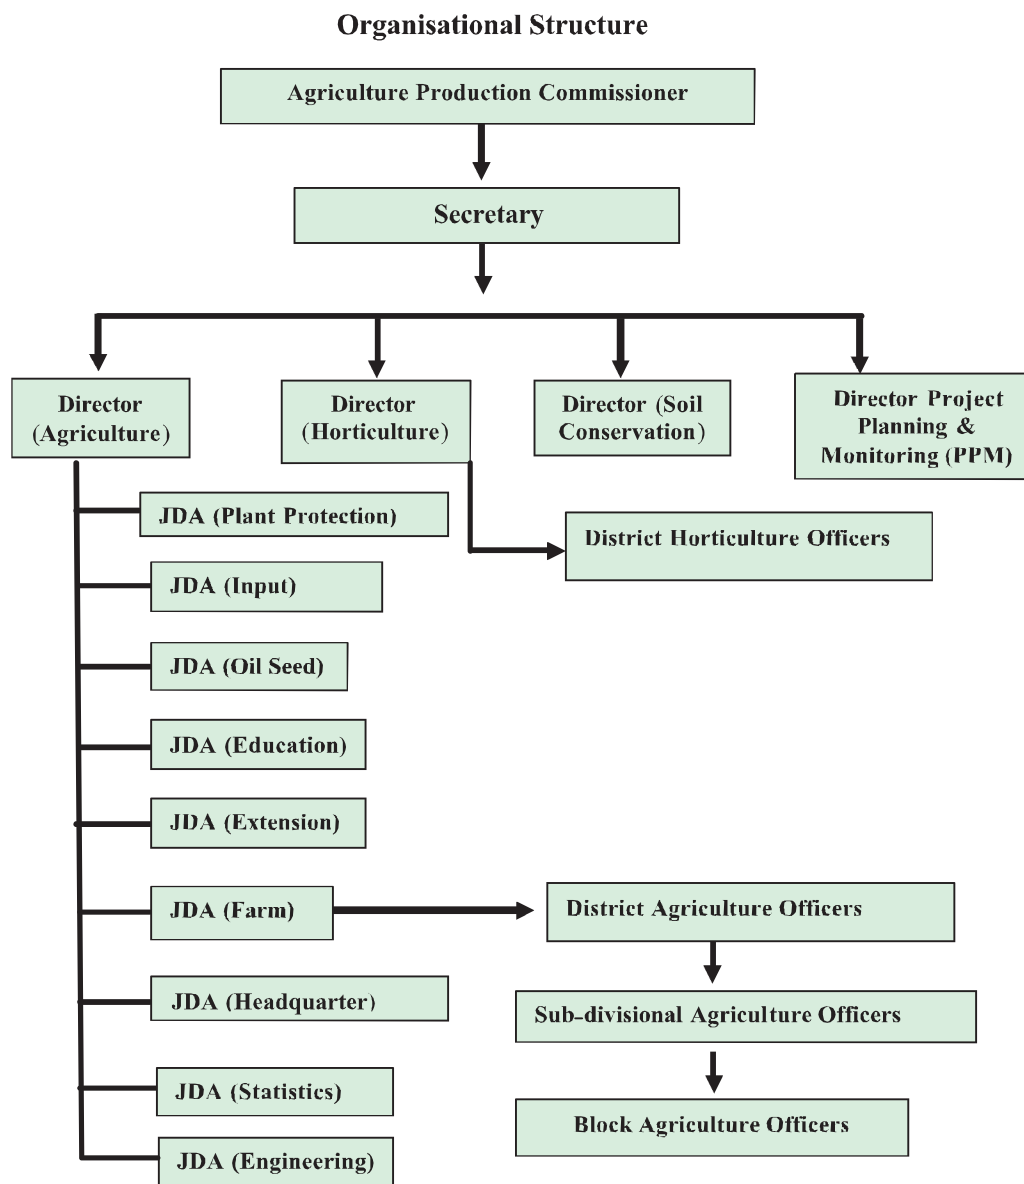 Organisational Structure
Agriculture Production Commissioner
Secretary
Director
(Agriculture)
Director
(Horticulture)
Director (Soil
Conservation)
Director Project
Planning &
Monitoring (PPM)
JDA (Plant Protection)
District Horticulture Officers
JDA (Input)
JDA (Oil Seed)
JDA (Education)
JDA (Extension)
JDA (Farm)
District Agriculture Officers
JDA (Headquarter)
Sub-divisional Agriculture Officers
JDA (Statistics)
Block Agriculture Officers
JDA (Engineering)